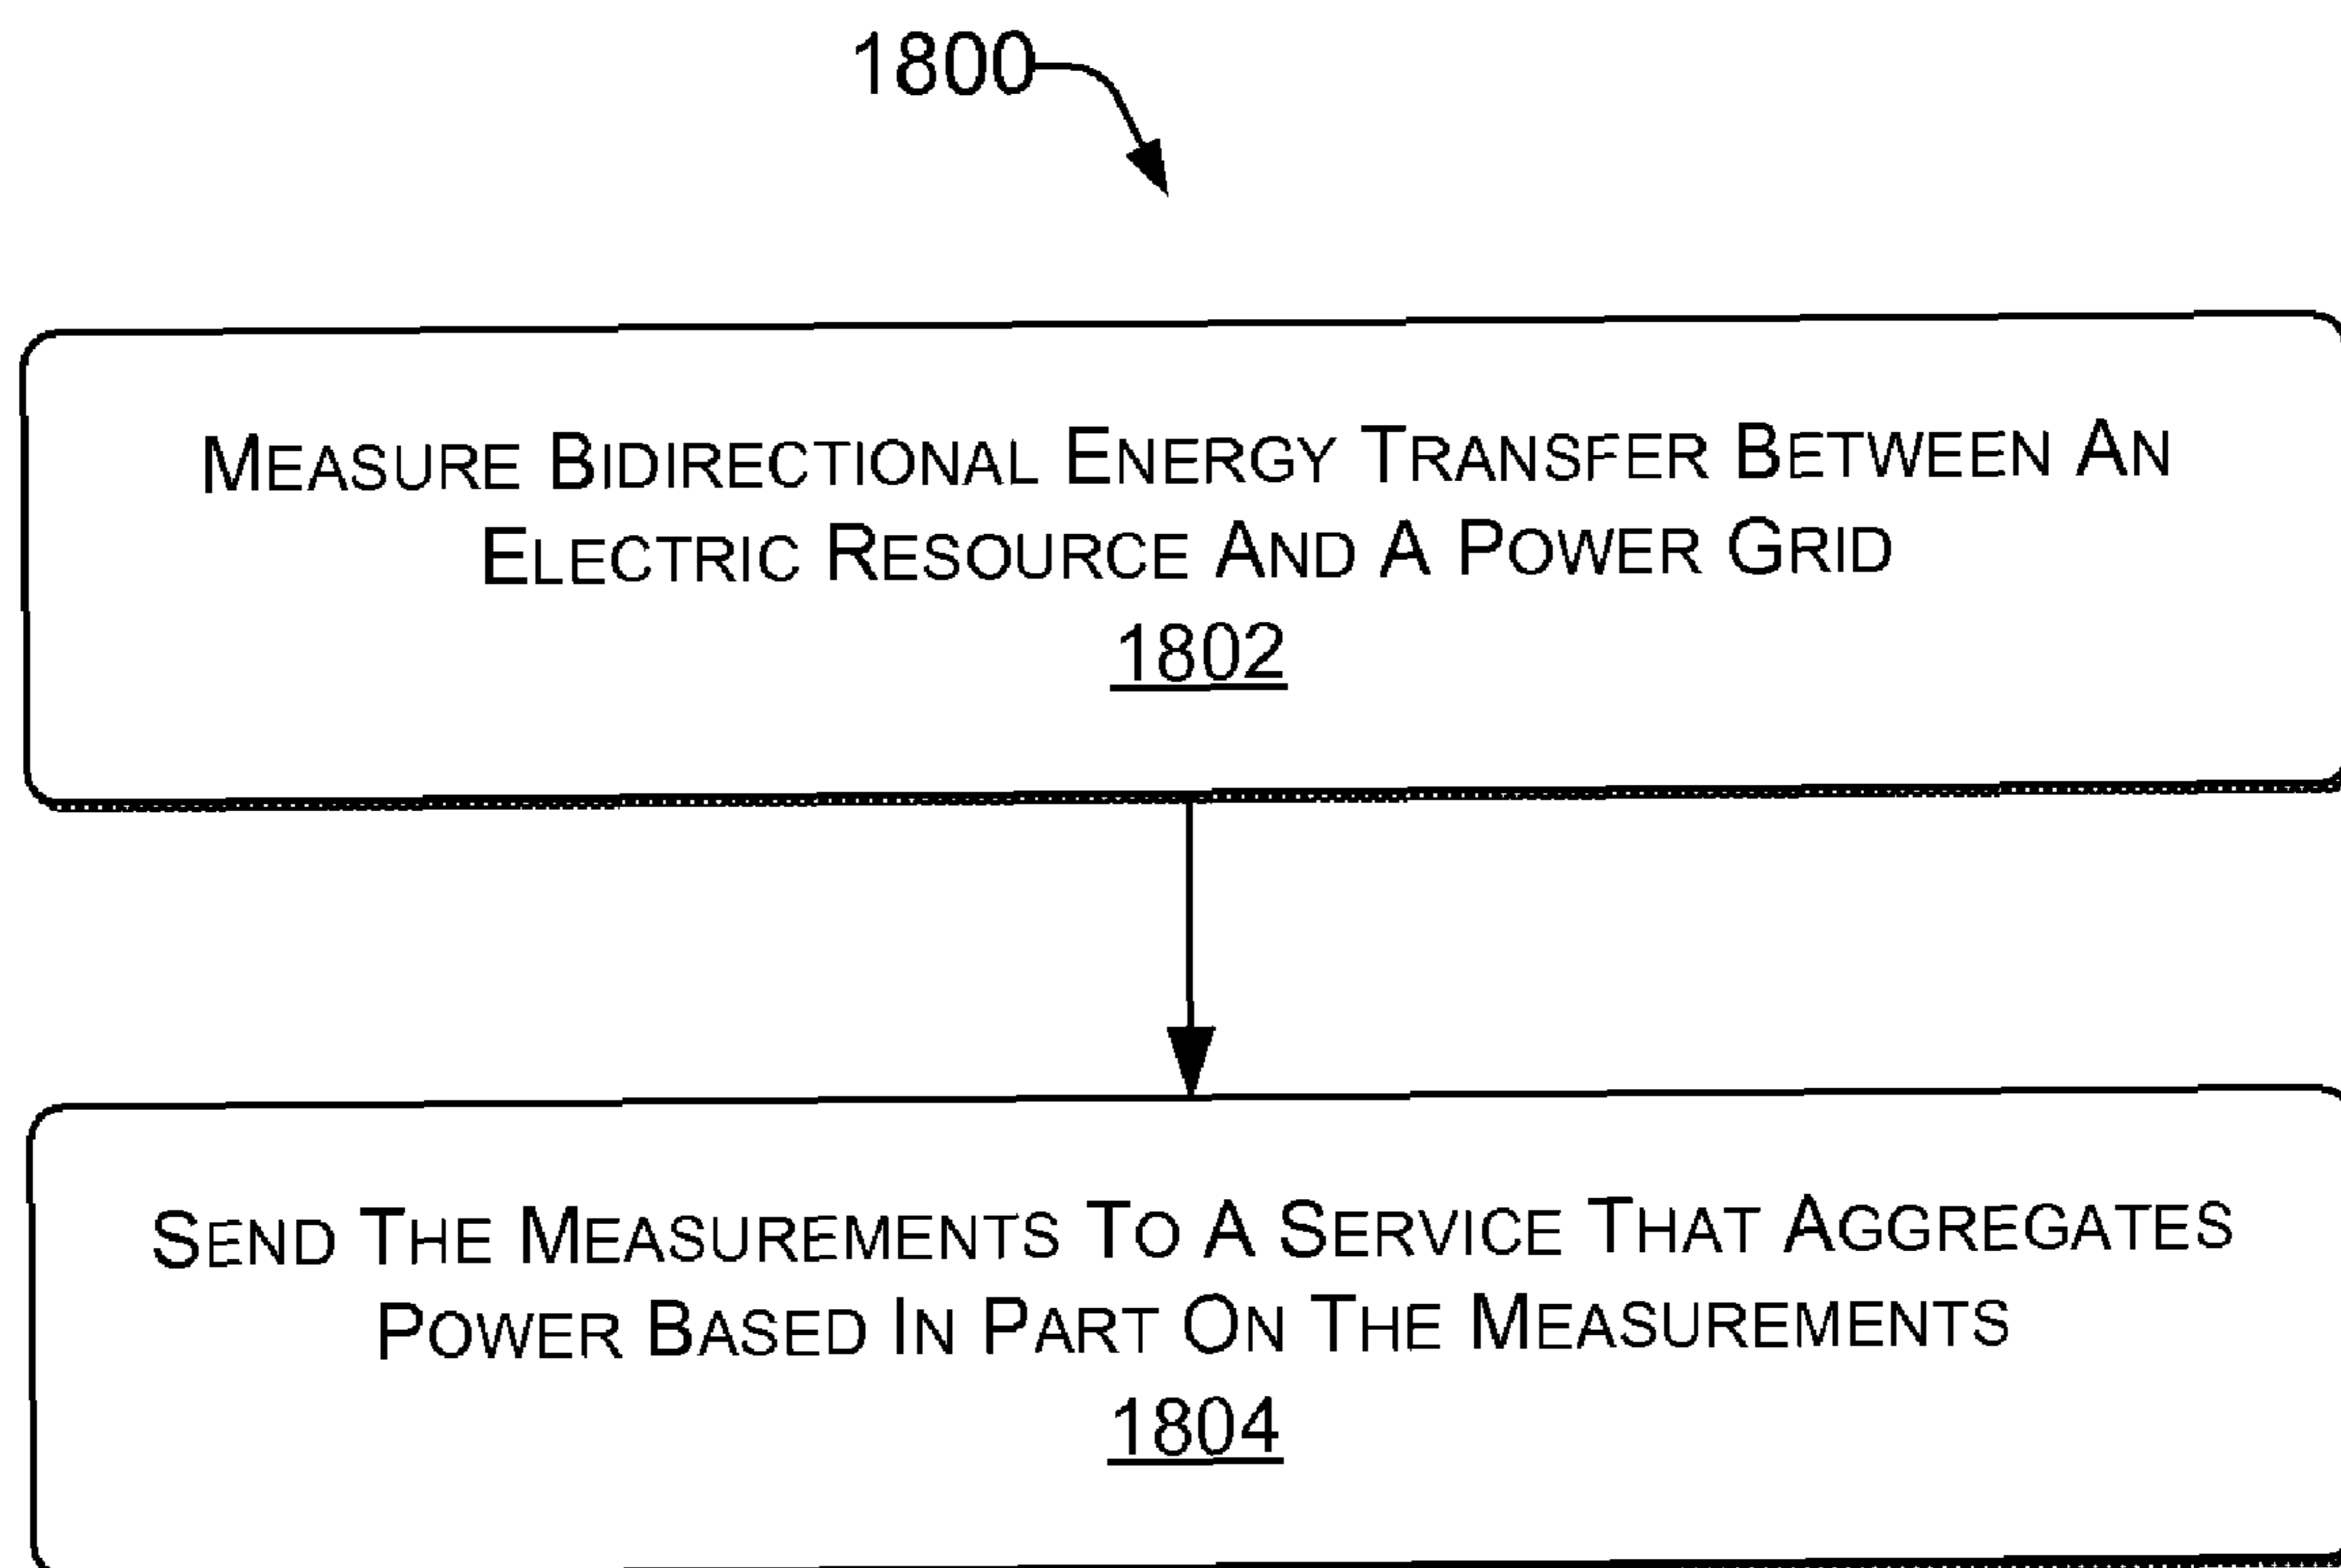 1800
MEASURE BIDIRECTIONAL ENERGY TRANSFER BETWEEN AN
ELECTRIC RESOURCE AND A POWER GRID
1802
SEND THE MEASUREMENTS TO A SERVICE THAT AGGREGATES
POWER BASED IN PART ON THE MEASUREMENTS
1804